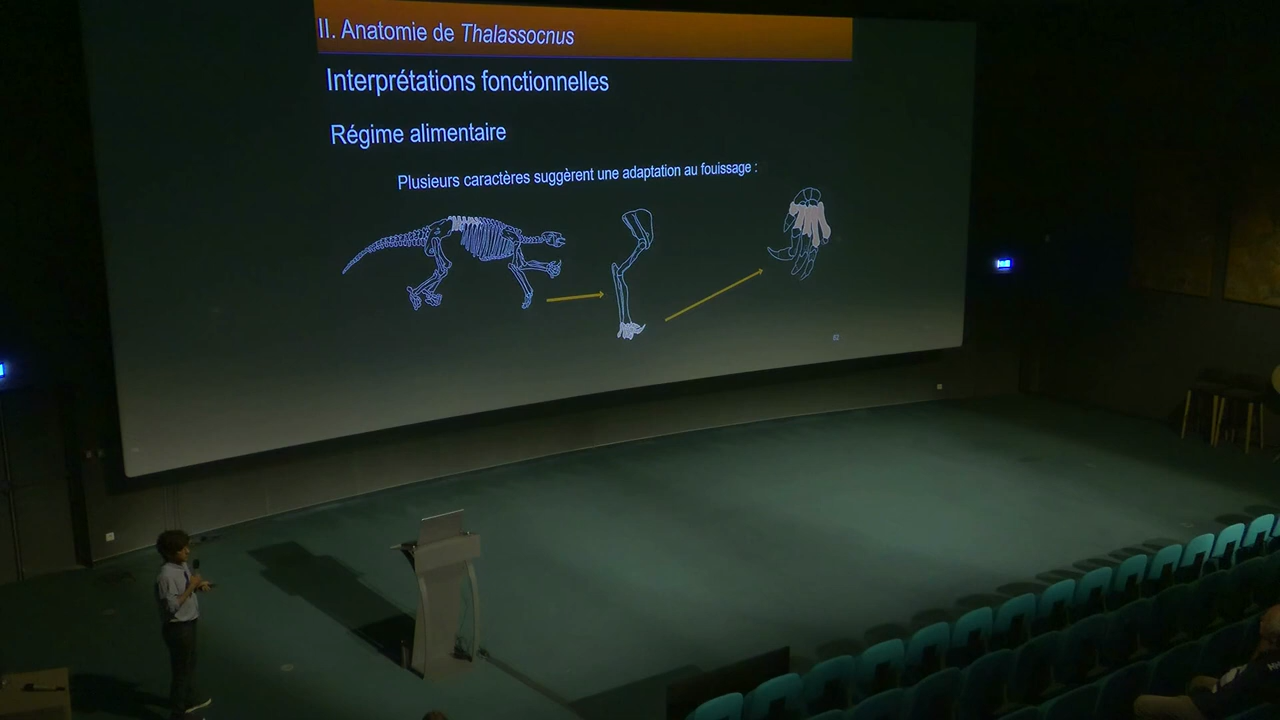 II. Anatomie de Thalassocnus
Interprétations fonctionnelles
Régime alimentaire
Plusieurs caractères suggèrent une adaptation au fouissage :